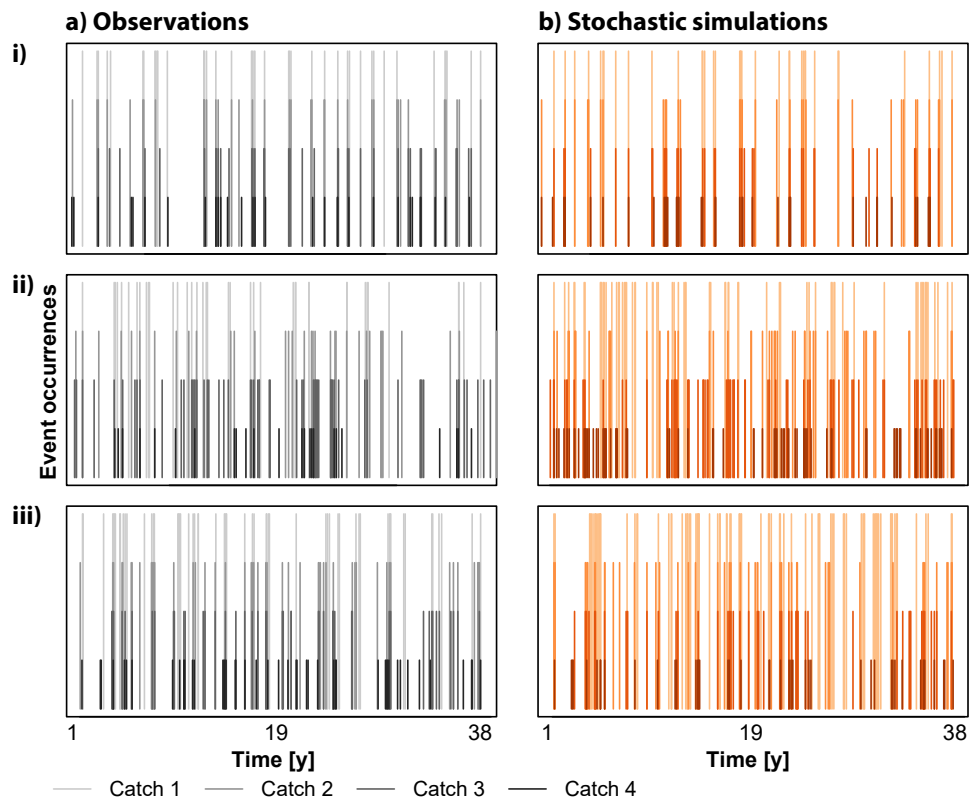 a) Observations
b) Stochastic simulations
i)
ii)
iii)
Event occurrences
1 19 38
1 19 38
Time [y]
Time [y]
Catch 1 Catch 2 Catch 3 Catch 4